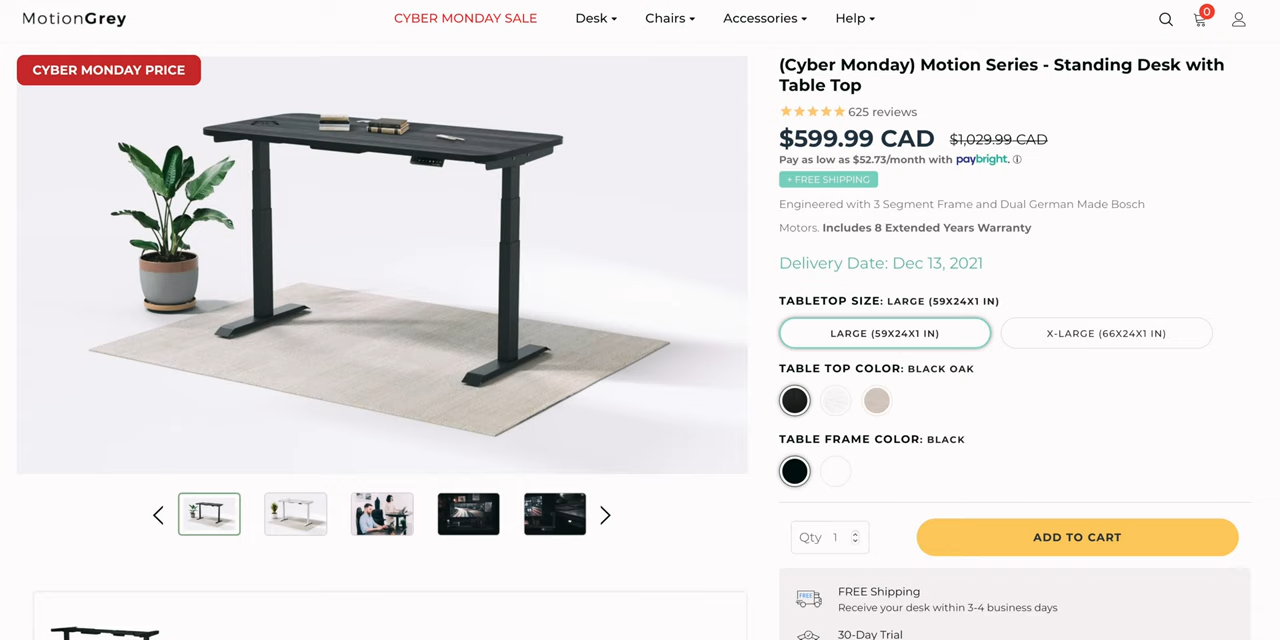 MotionGrey
CYBER MONDAY SALE
Desk
Chairs
Accessories
Help
0
CYBER MONDAY PRICE
(Cyber Monday) Motion Series - Standing Desk with
Table Top
625 reviews
$599.99 CAD $1,029.99 CAD
Pay as low as $52.73/month with paybright.
+ FREE SHIPPING
Engineered with 3 Segment Frame and Dual German Made Bosch
Motors. Includes 8 Extended Years Warranty
Delivery Date: Dec 13, 2021
TABLETOP SIZE: LARGE (59X24X1 IN)
LARGE (59X24X1 IN)
X-LARGE (66X24X1 IN)
TABLE TOP COLOR: BLACK OAK
TABLE FRAME COLOR: BLACK
Qty 1
ADD TO CART
FREE
FREE Shipping
Receive your desk within 3-4 business days
30-Day Trial